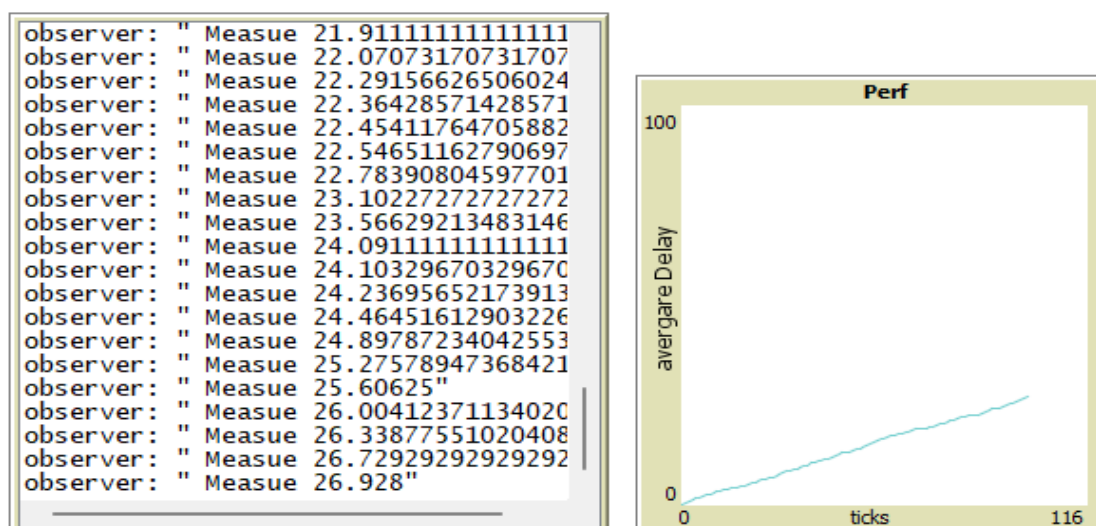 observer: " Measue 21.91111111111111
observer: " Measue 22.07073170731707
observer: " Measue 22.29156626506024
observer: " Measue 22.36428571428571
observer: " Measue 22.45411764705882
observer: " Measue 22.54651162790697
observer: " Measue 22.78390804597701
observer: " Measue 23.10227272727272
observer: " Measue 23.56629213483146
observer: " Measue 24.09111111111111
observer: " Measue 24.10329670329670
observer: " Measue 24.23695652173913
observer: " Measue 24.46451612903226
observer: " Measue 24.89787234042553
observer: " Measue 25.27578947368421
observer: " Measue 25.60625"
observer: " Measue 26.00412371134020
observer: " Measue 26.33877551020408
observer: " Measue 26.72929292929292
observer: " Measue 26.928"
Perf
100
avergare Delay
0
0 ticks 116